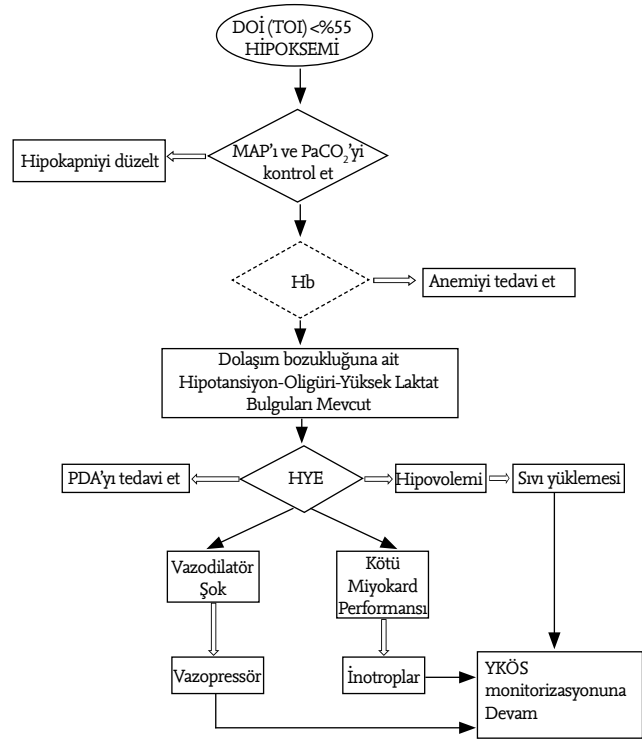 DOİ (TOI) <%55
HİPOKSEMİ
MAP'ı ve PaCO₂'yi
kontrol et
Hipokapniyi düzelt
Hb
Anemiyi tedavi et
Dolaşım bozukluğuna ait
Hipotansiyon-Oligüri-Yüksek Laktat
Bulguları Mevcut
PDA'yı tedavi et
HYE
Hipovolemi
Sıvı yüklemesi
Vazodilatör
Şok
Kötü
Miyokard
Performansı
Vazopressör
İnotroplar
YKÖS
monitorizasyonuna
Devam